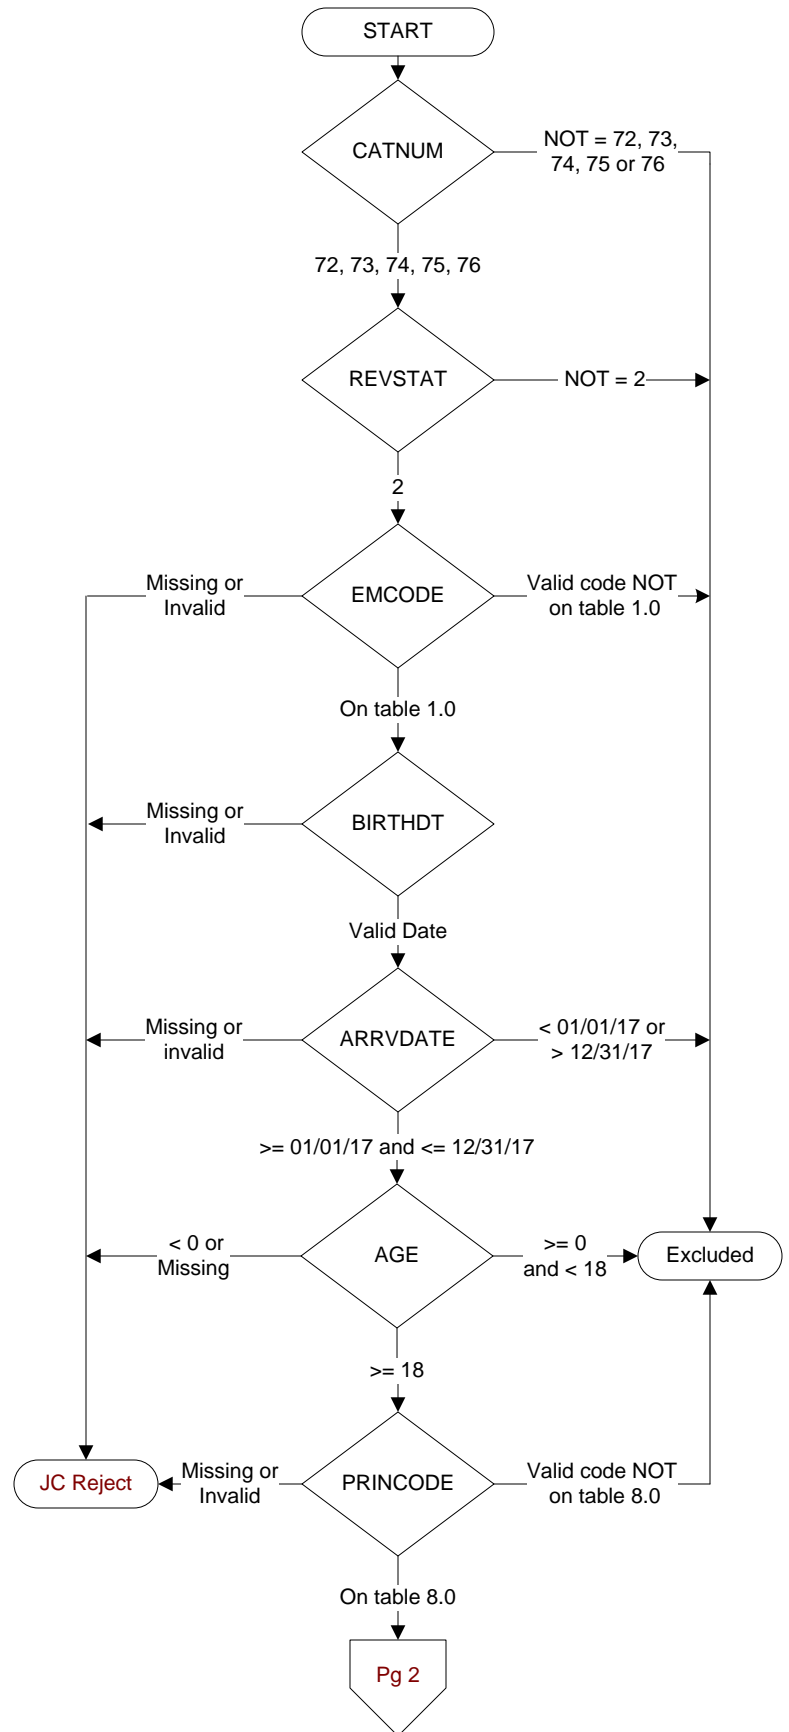 START
CATNUM
NOT = 72, 73,
74, 75 or 76
72, 73, 74, 75, 76
REVSTAT
NOT = 2
2
Missing or
Invalid
EMCODE
Valid code NOT
on table 1.0
On table 1.0
Missing or
Invalid
BIRTHDT
Valid Date
Missing or
invalid
ARRVDATE
< 01/01/17 or
> 12/31/17
>= 01/01/17 and <= 12/31/17
< 0 or
Missing
AGE
>= 0
and < 18
Excluded
>= 18
JC Reject
Missing or
Invalid
PRINCODE
Valid code NOT
on table 8.0
On table 8.0
Pg 2